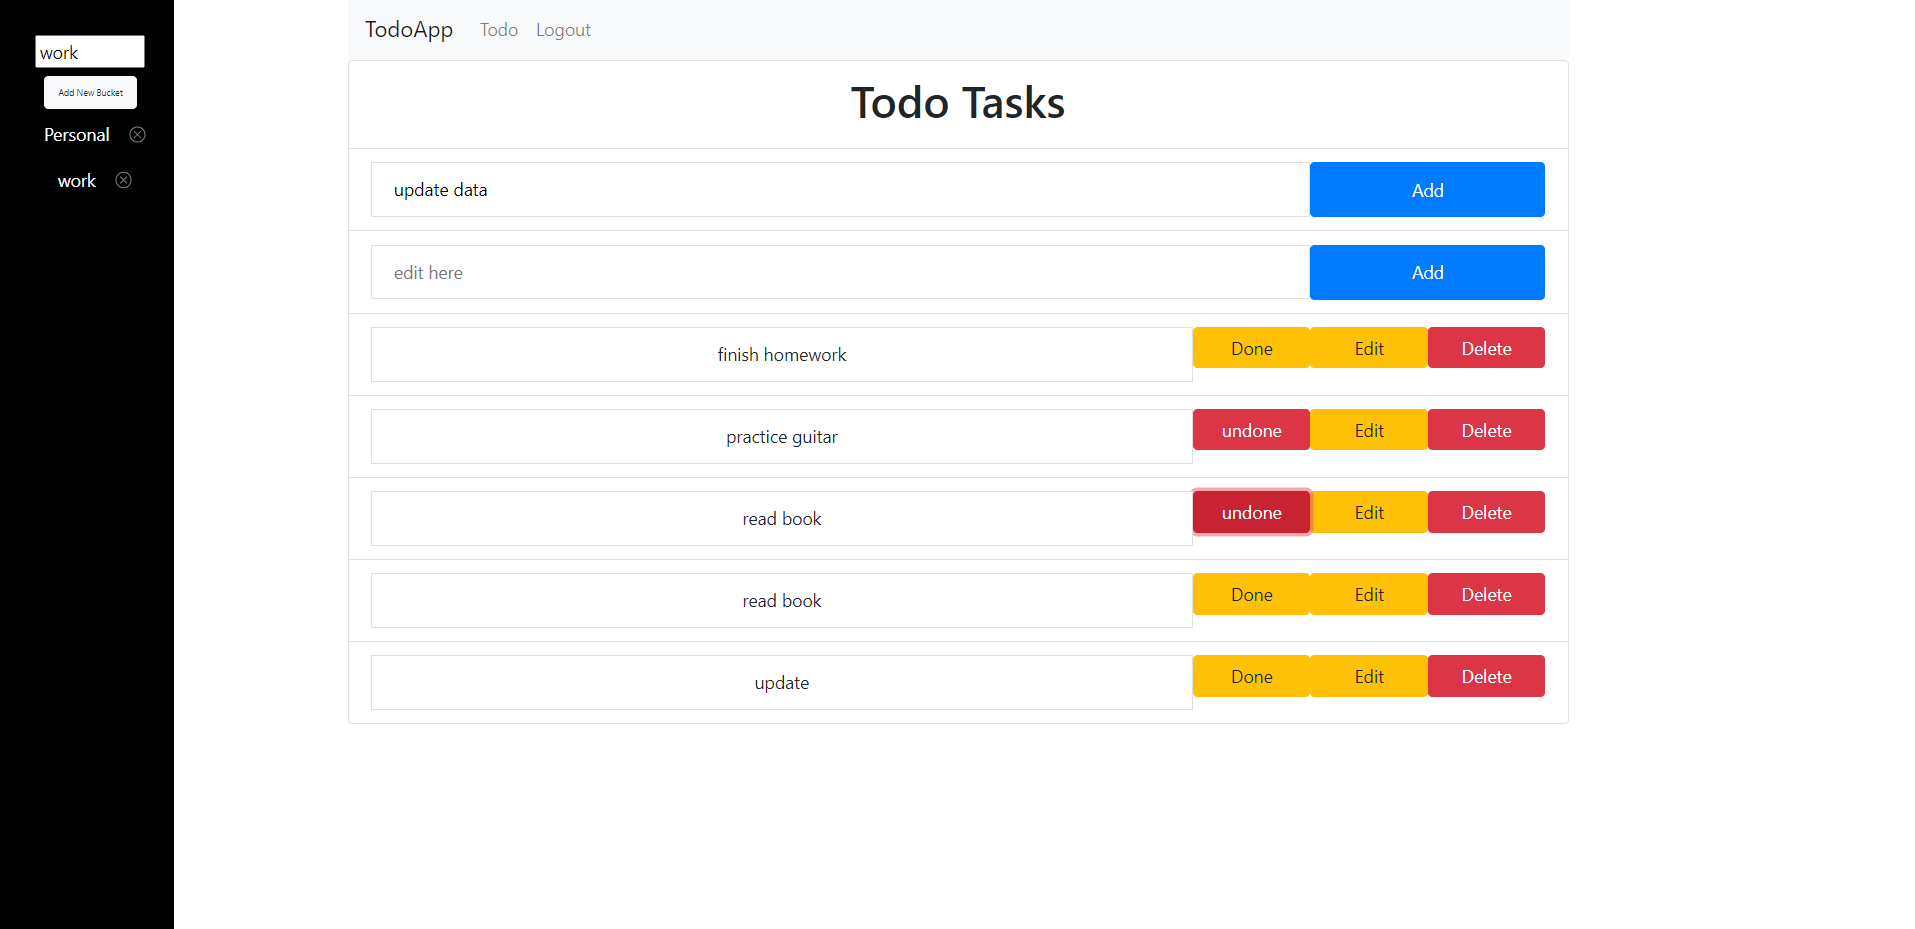 work
Add New Bucket
Personal
work
TodoApp Todo Logout
Todo Tasks
update data Add
edit here Add
finish homework Done Edit Delete
practice guitar undone Edit Delete
read book undone Edit Delete
read book Done Edit Delete
update Done Edit Delete